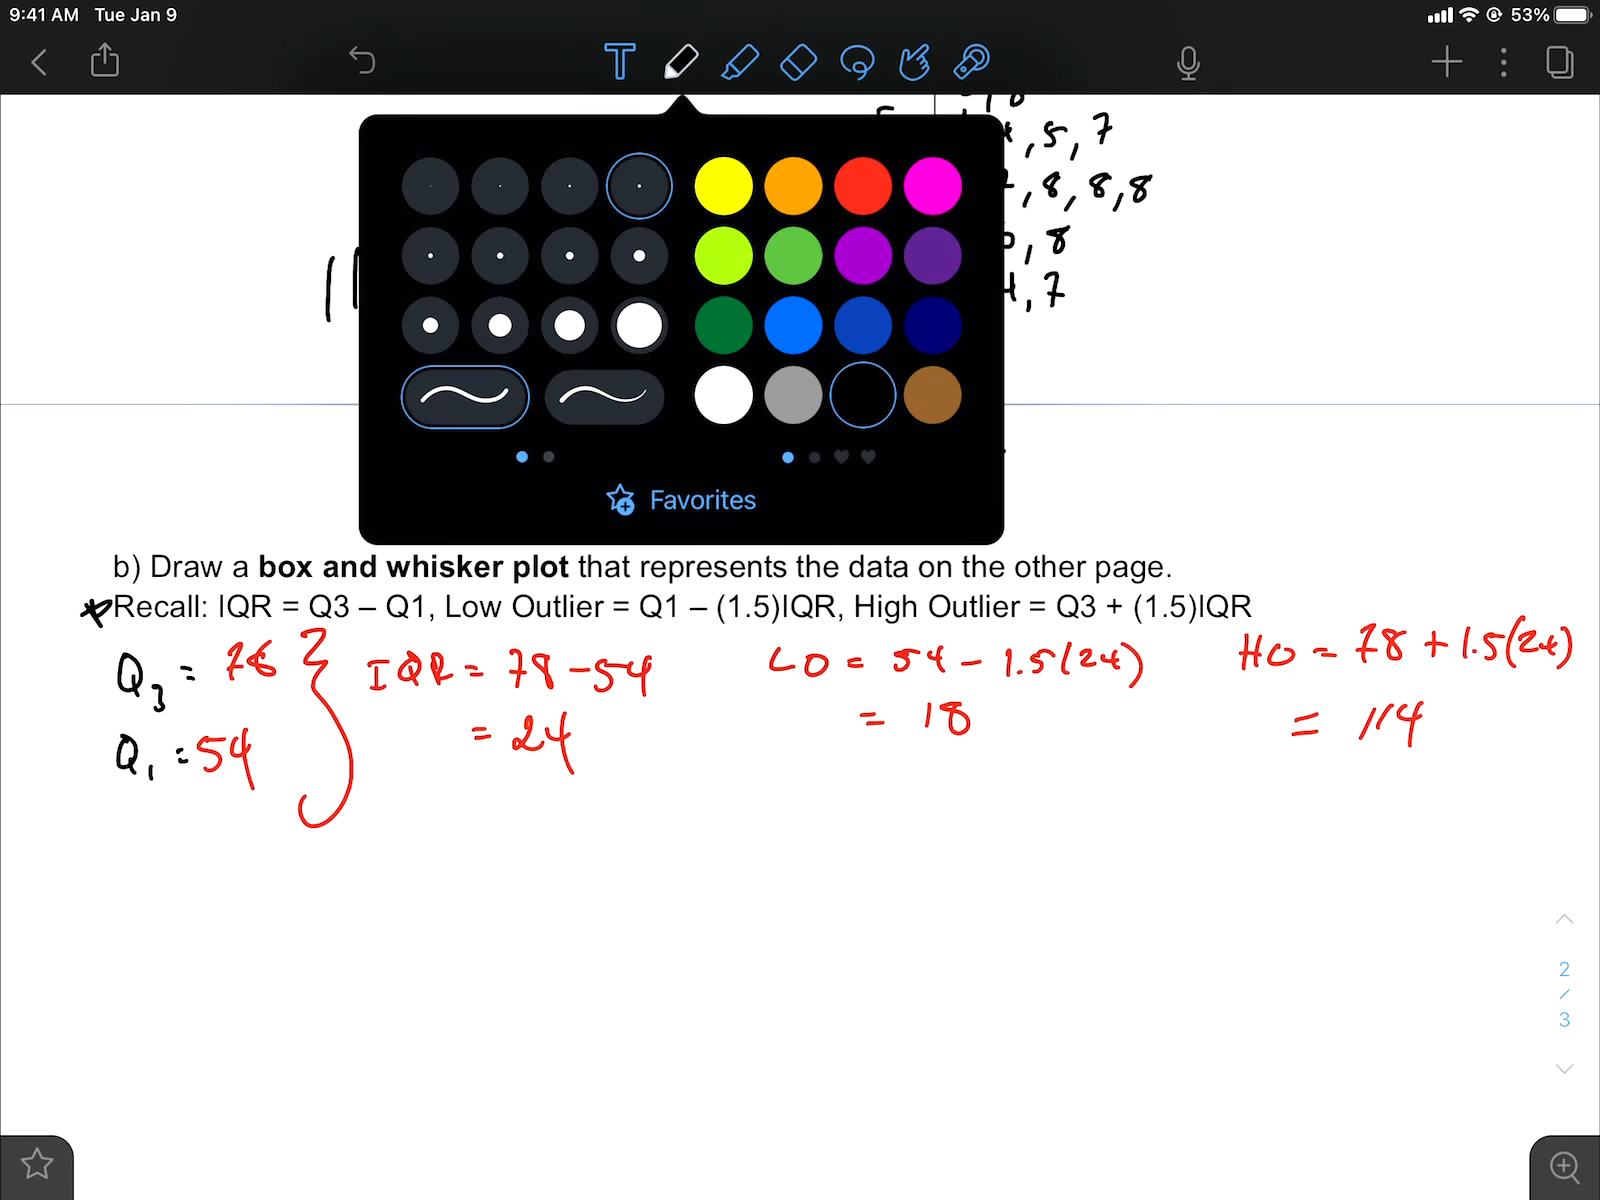 9:41 AM Tue Jan 9
53%
T
, 5, 7
, 8, 8, 8
, 8
, 7
Favorites
b) Draw a box and whisker plot that represents the data on the other page.
Recall: IQR = Q3 – Q1, Low Outlier = Q1 – (1.5)IQR, High Outlier = Q3 + (1.5)IQR
Q3 = 78 IQR = 78 - 54 LO = 54 - 1.5(24) HO = 78 + 1.5(24)
= 24 = 18 = 114
Q1 = 54
2
/
3